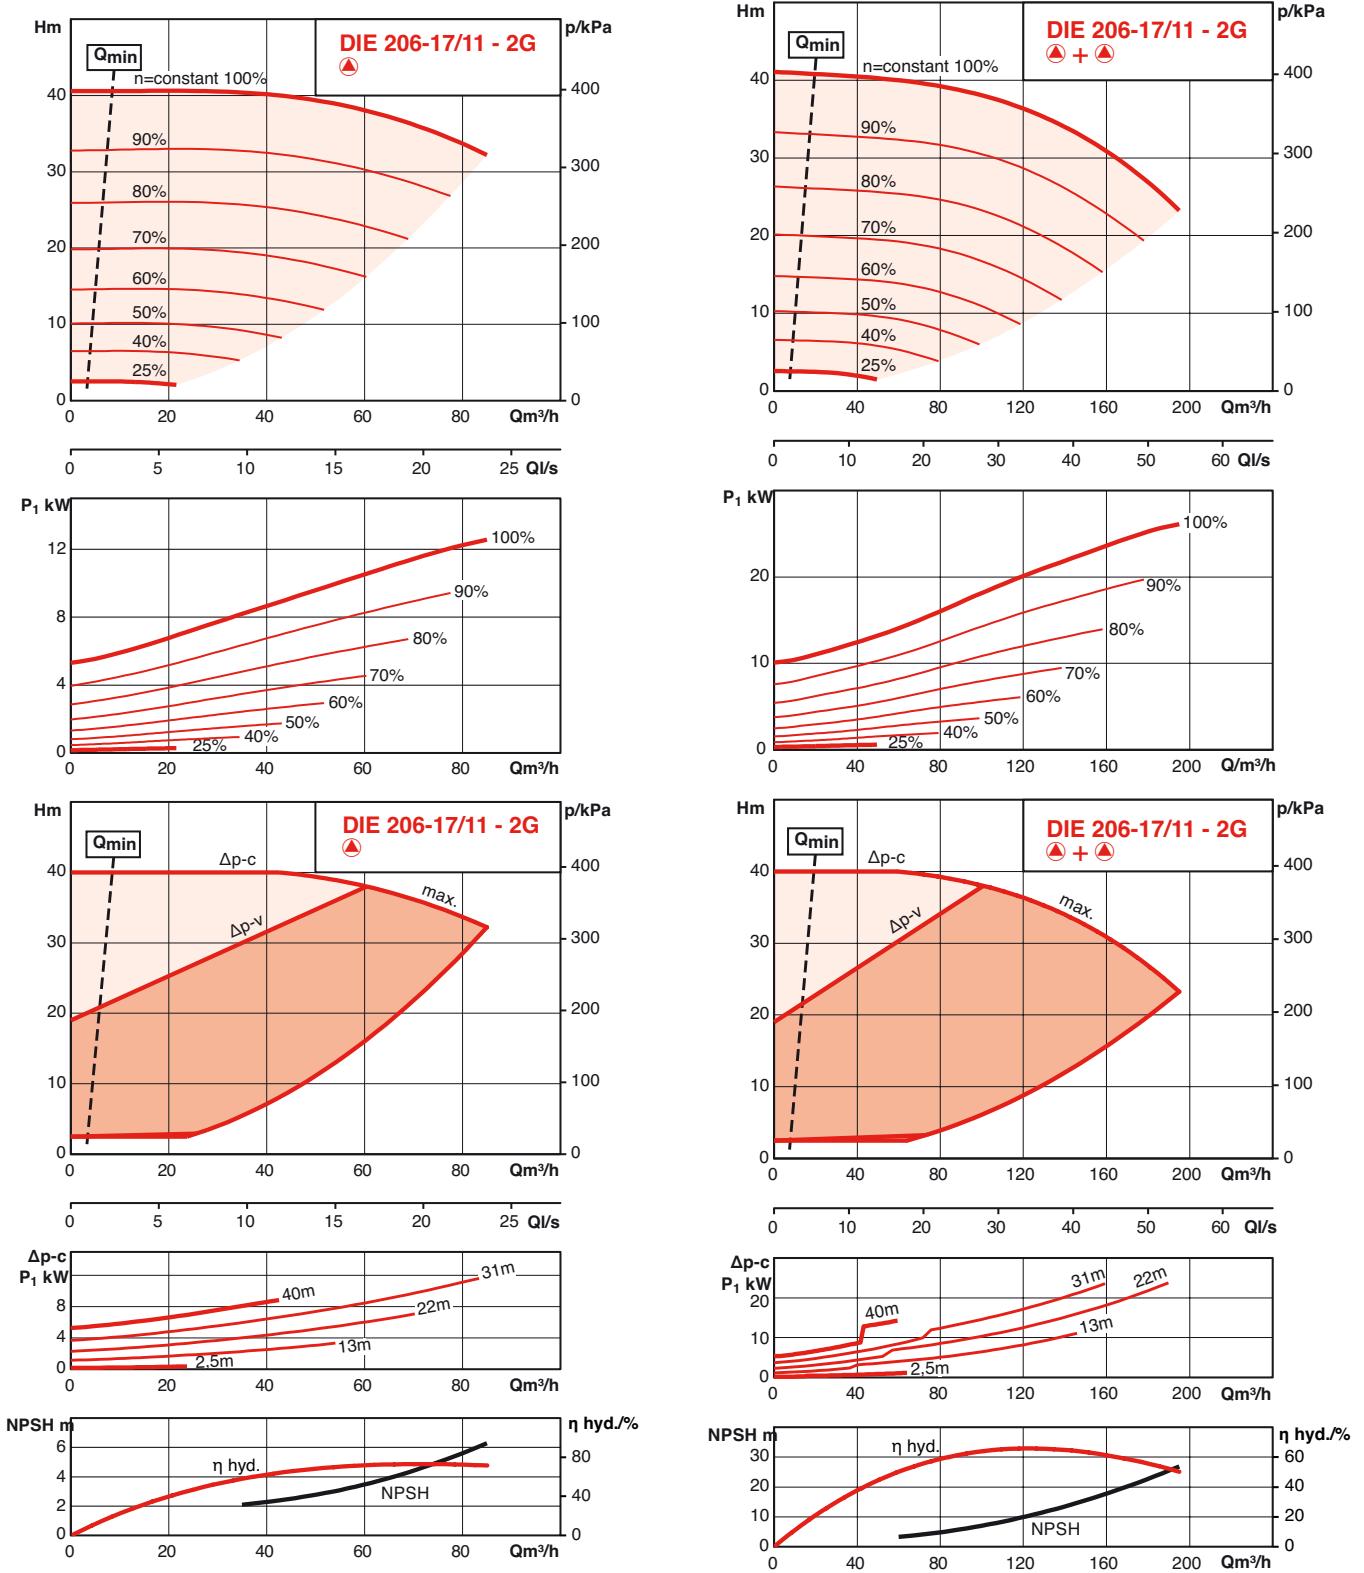 Hm
p/kPa
DIE 206-17/11 - 2G
Qmin
n=constant 100%
40
30
20
10
0
90%
80%
70%
60%
50%
40%
25%
400
300
200
100
0
0 20 40 60 80 Qm³/h
0 5 10 15 20 25 Ql/s
P1 kW
12
8
4
0
100%
90%
80%
70%
60%
50%
40%
25%
0 20 40 60 80 Qm³/h
Hm
p/kPa
DIE 206-17/11 - 2G
Qmin
Δp-c
Δp-v
max.
40
30
20
10
0
400
300
200
100
0
0 20 40 60 80 Qm³/h
0 5 10 15 20 25 Ql/s
Δp-c
P1 kW
8
4
0
40m
31m
22m
13m
2,5m
0 20 40 60 80 Qm³/h
NPSH m
η hyd./%
6
4
2
0
η hyd.
NPSH
80
40
0
0 20 40 60 80 Qm³/h
Hm
p/kPa
DIE 206-17/11 - 2G
+
Qmin
n=constant 100%
40
30
20
10
0
90%
80%
70%
60%
50%
40%
25%
400
300
200
100
0
0 40 80 120 160 200 Qm³/h
0 10 20 30 40 50 60 Ql/s
P1 kW
20
10
0
100%
90%
80%
70%
60%
50%
40%
25%
0 40 80 120 160 200 Q/m³/h
Hm
p/kPa
DIE 206-17/11 - 2G
+
Qmin
Δp-c
Δp-v
max.
40
30
20
10
0
400
300
200
100
0
0 40 80 120 160 200 Qm³/h
0 10 20 30 40 50 60 Ql/s
Δp-c
P1 kW
20
10
0
40m
31m
22m
13m
2,5m
0 40 80 120 160 200 Qm³/h
NPSH m
η hyd./%
30
20
10
0
η hyd.
NPSH
60
40
20
0
0 40 80 120 160 200 Qm³/h